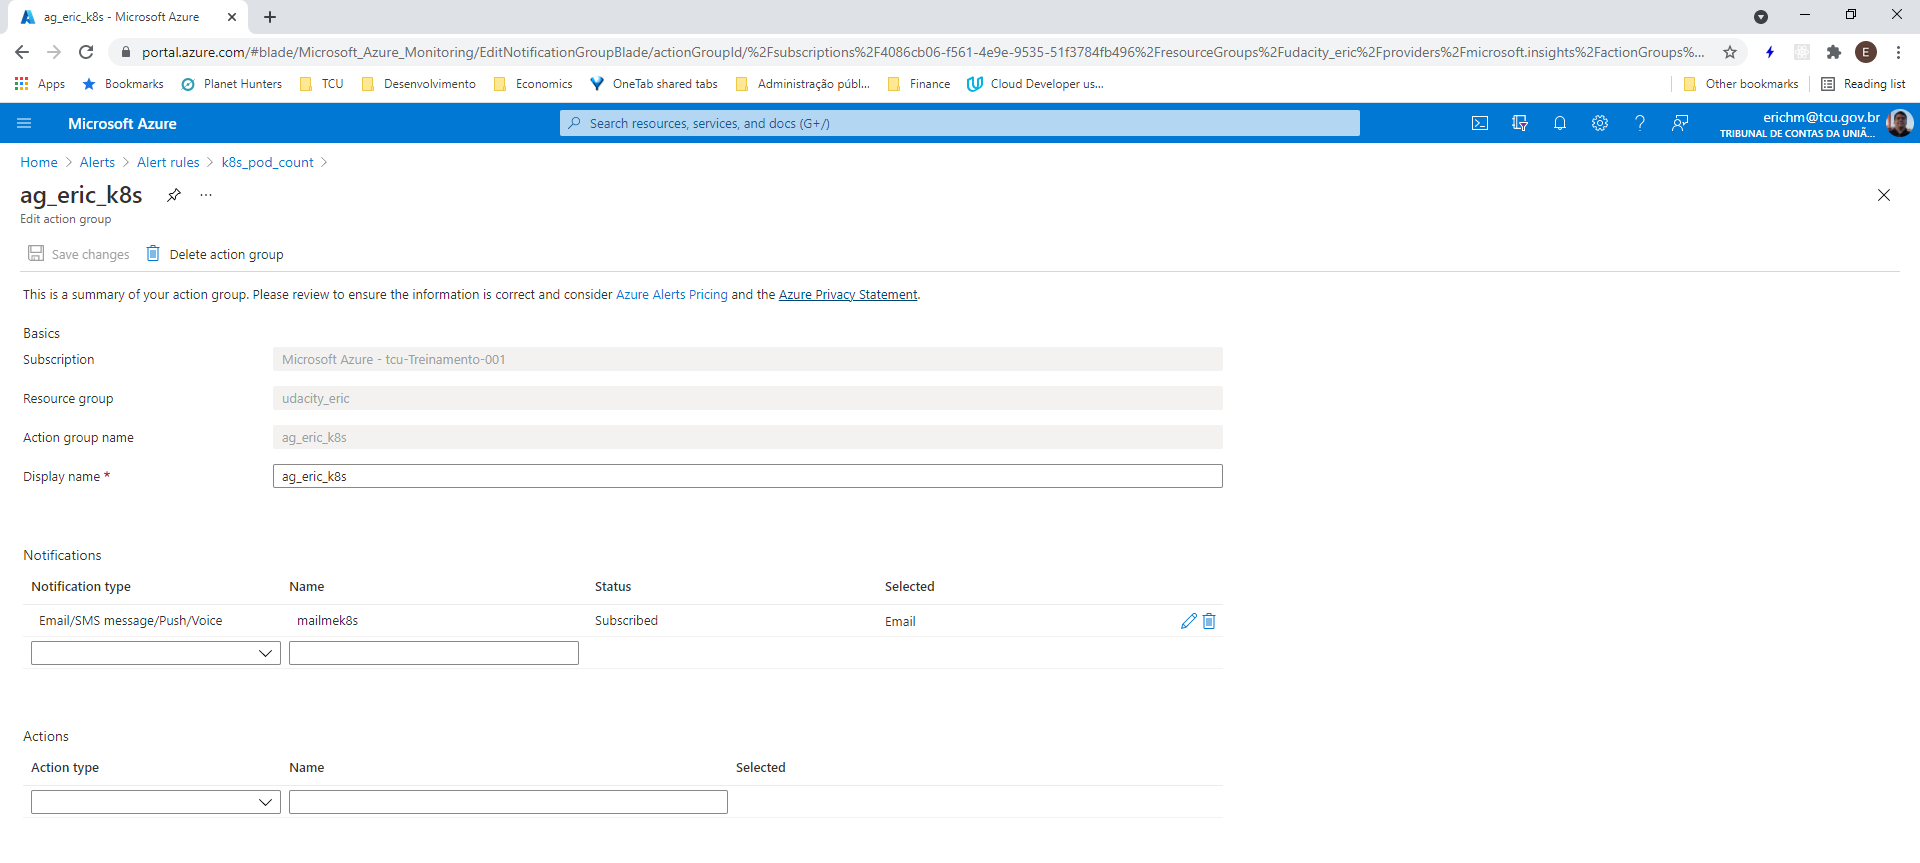 ag_eric_k8s - Microsoft Azure
portal.azure.com/#blade/Microsoft_Azure_Monitoring/EditNotificationGroupBlade/actionGroupId/%2Fsubscriptions%2F4086cb06-f561-4e9e-9535-51f3784fb496%2FresourceGroups%2Fudacity_eric%2Fproviders%2Fmicrosoft.insights%2FactionGroups%...
E
Apps Bookmarks Planet Hunters TCU Desenvolvimento Economics OneTab shared tabs Administração públ... Finance Cloud Developer us... Other bookmarks Reading list
Microsoft Azure
Search resources, services, and docs (G+/)
erichm@tcu.gov.br
TRIBUNAL DE CONTAS DA UNIÃ...
Home > Alerts > Alert rules > k8s_pod_count >
ag_eric_k8s
Edit action group
Save changes Delete action group
This is a summary of your action group. Please review to ensure the information is correct and consider Azure Alerts Pricing and the Azure Privacy Statement.
Basics
Subscription Microsoft Azure - tcu-Treinamento-001
Resource group udacity_eric
Action group name ag_eric_k8s
Display name * ag_eric_k8s
Notifications
Notification type Name Status Selected
Email/SMS message/Push/Voice mailmek8s Subscribed Email
Actions
Action type Name Selected